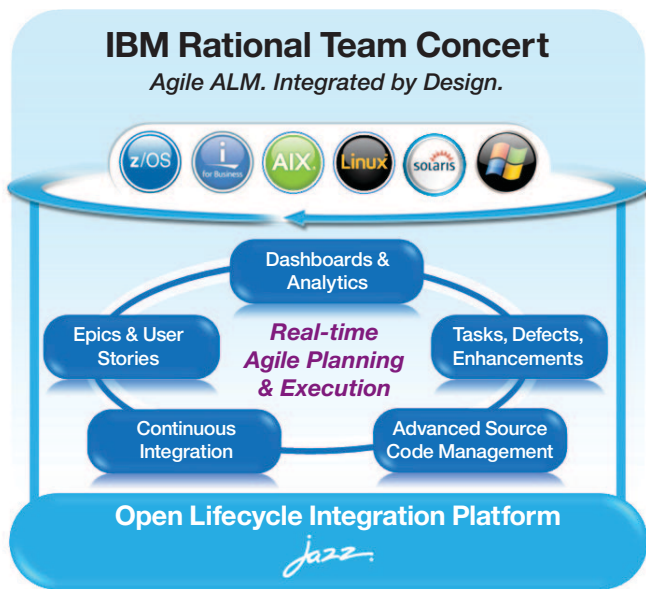 IBM Rational Team Concert
Agile ALM. Integrated by Design.
z/OS
i
for Business
AIX.
Linux
solaris
Dashboards &
Analytics
Epics & User
Stories
Real-time
Agile Planning
& Execution
Tasks, Defects,
Enhancements
Continuous
Integration
Advanced Source
Code Management
Open Lifecycle Integration Platform
jazz.